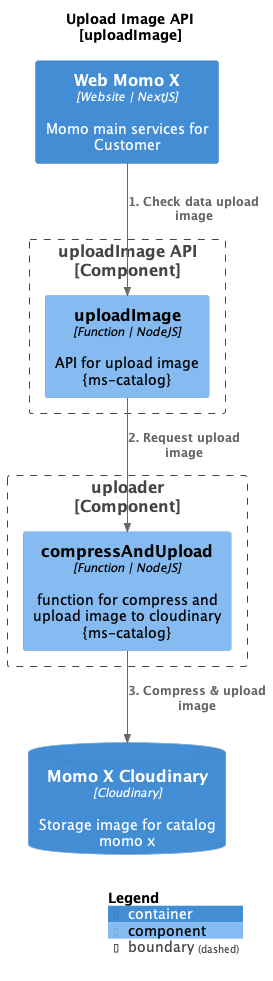 Upload Image API
[uploadImage]
Web Momo X
[Website | NextJS]
Momo main services for
Customer
1. Check data upload
image
uploadImage API
[Component]
uploadImage
[Function | NodeJS]
API for upload image
{ms-catalog}
2. Request upload
image
uploader
[Component]
compressAndUpload
[Function | NodeJS]
function for compress and
upload image to cloudinary
{ms-catalog}
3. Compress & upload
image
Momo X Cloudinary
[Cloudinary]
Storage image for catalog
momo x
Legend
container
component
boundary (dashed)